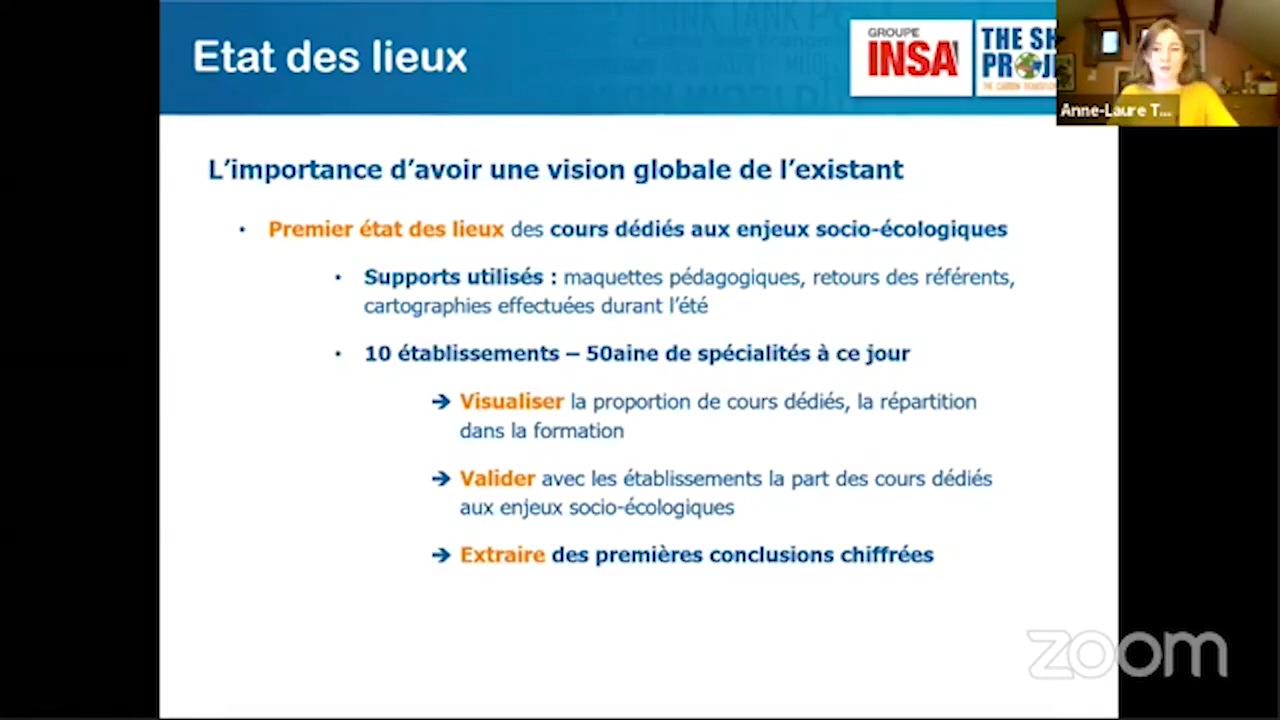 Etat des lieux
GROUPE
INSA
THE SH
PROJ
Anne-Laure T...
L'importance d'avoir une vision globale de l'existant
• Premier état des lieux des cours dédiés aux enjeux socio-écologiques
• Supports utilisés : maquettes pédagogiques, retours des référents,
cartographies effectuées durant l'été
• 10 établissements – 50aine de spécialités à ce jour
➔ Visualiser la proportion de cours dédiés, la répartition
dans la formation
➔ Valider avec les établissements la part des cours dédiés
aux enjeux socio-écologiques
➔ Extraire des premières conclusions chiffrées
zoom